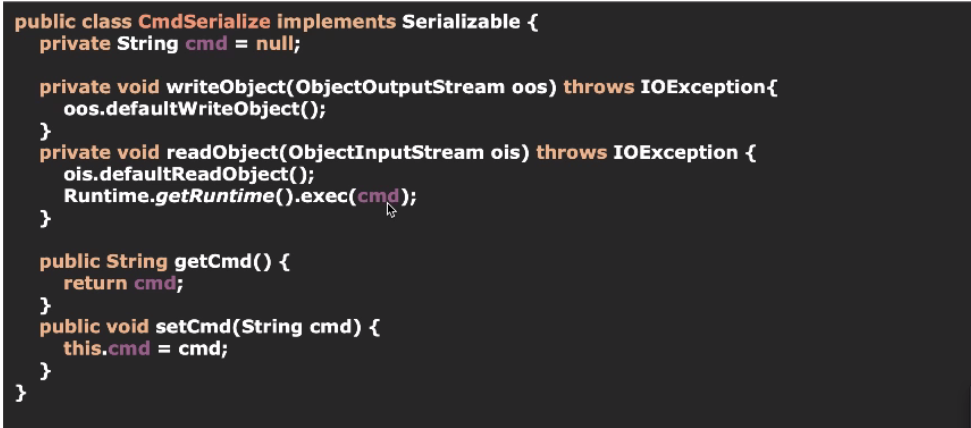 public class CmdSerialize implements Serializable {
private String cmd = null;
private void writeObject(ObjectOutputStream oos) throws IOException{
oos.defaultWriteObject();
}
private void readObject(ObjectInputStream ois) throws IOException {
ois.defaultReadObject();
Runtime.getRuntime().exec(cmd);
}
public String getCmd() {
return cmd;
}
public void setCmd(String cmd) {
this.cmd = cmd;
}
}